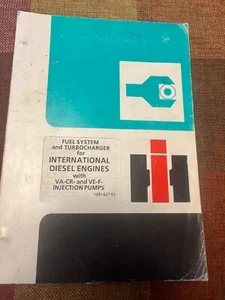 FUEL SYSTEM
and TURBOCHARGER
for
INTERNATIONAL
DIESEL ENGINES
with
VA-CR- and VE-F-
INJECTION PUMPS